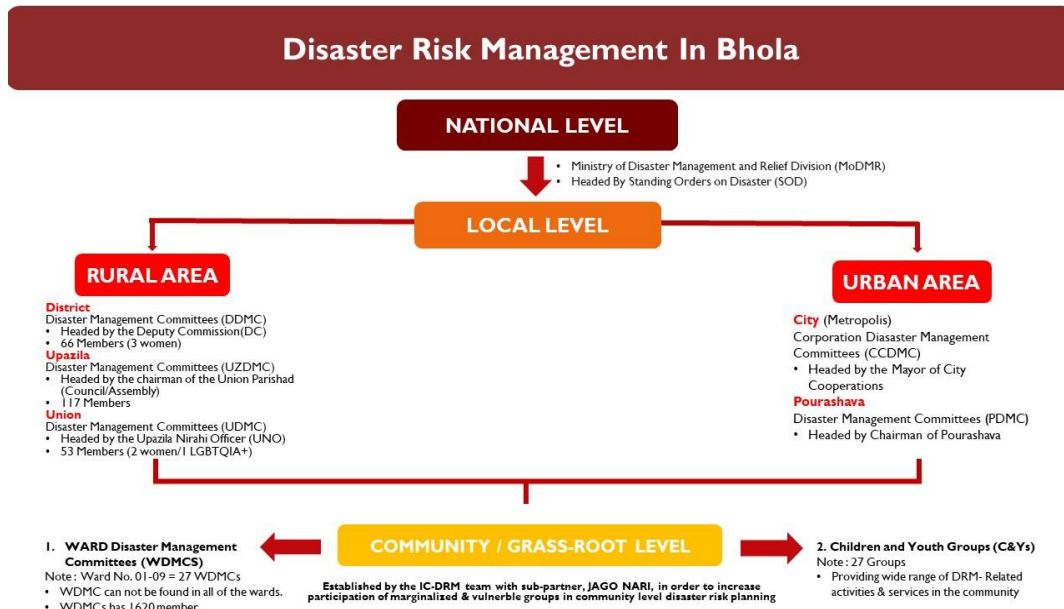 Disaster Risk Management In Bhola
NATIONAL LEVEL
• Ministry of Disaster Management and Relief Division (MoDMR)
• Headed By Standing Orders on Disaster (SOD)
LOCAL LEVEL
RURAL AREA
District
Disaster Management Committees (DDMC)
• Headed by the Deputy Commission(DC)
• 66 Members (3 women)
Upazila
Disaster Management Committees (UZDMC)
• Headed by the chairman of the Union Parishad
(Council/Assembly)
• 117 Members
Union
Disaster Management Committees (UDMC)
• Headed by the Upazila Nirahi Officer (UNO)
• 53 Members (2 women/1 LGBTQIA+)
URBAN AREA
City (Metropolis)
Corporation Diasaster Management
Committees (CCDMC)
• Headed by the Mayor of City
Cooperations
Pourashava
Disaster Management Committees (PDMC)
• Headed by Chairman of Pourashava
COMMUNITY / GRASS-ROOT LEVEL
Established by the IC-DRM team with sub-partner, JAGO NARI, in order to increase
participation of marginalized & vulnerble groups in community level disaster risk planning
1. WARD Disaster Management
Committees (WDMCS)
Note : Ward No. 01-09 = 27 WDMCs
• WDMC can not be found in all of the wards.
• WDMCs has 1620 member
2. Children and Youth Groups (C&Ys)
Note : 27 Groups
• Providing wide range of DRM- Related
activities & services in the community